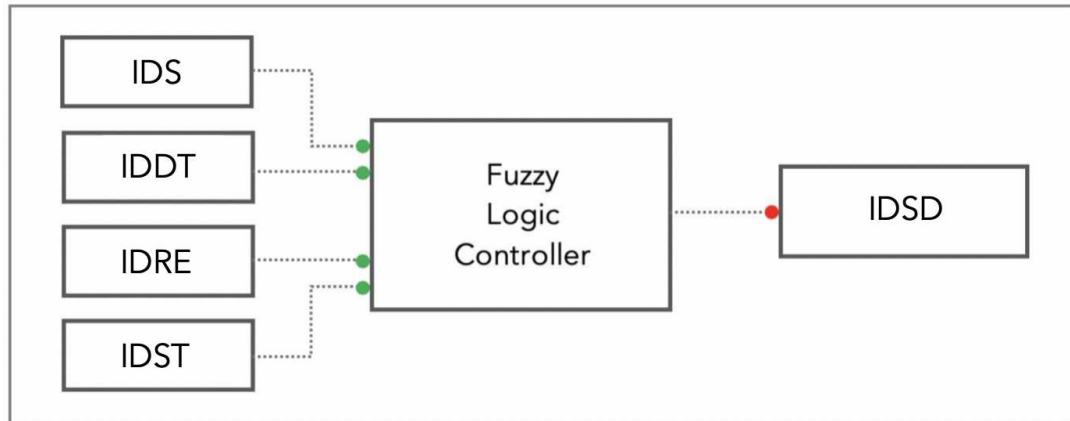 IDS
IDDT
IDRE
IDST
Fuzzy
Logic
Controller
IDSD